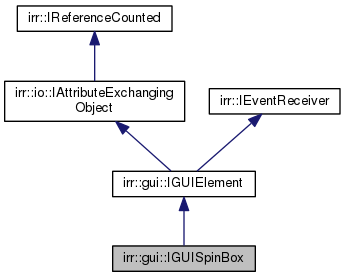 irr::IReferenceCounted
irr::io::IAttributeExchanging
Object
irr::IEventReceiver
irr::gui::IGUIElement
irr::gui::IGUISpinBox